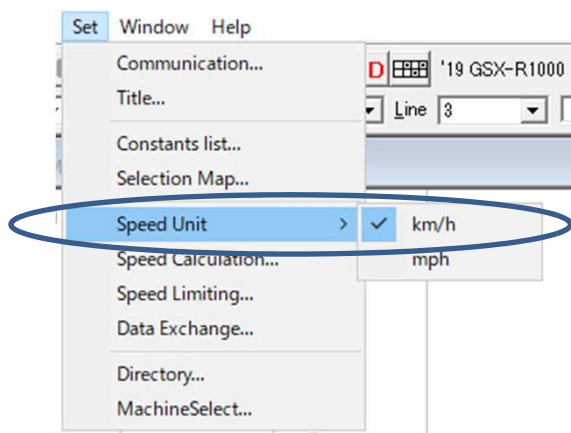 Set Window Help
Communication... D '19 GSX-R1000
Title... Line 3
Constants list...
Selection Map...
Speed Unit > ✓ km/h
Speed Calculation... mph
Speed Limiting...
Data Exchange...
Directory...
MachineSelect...